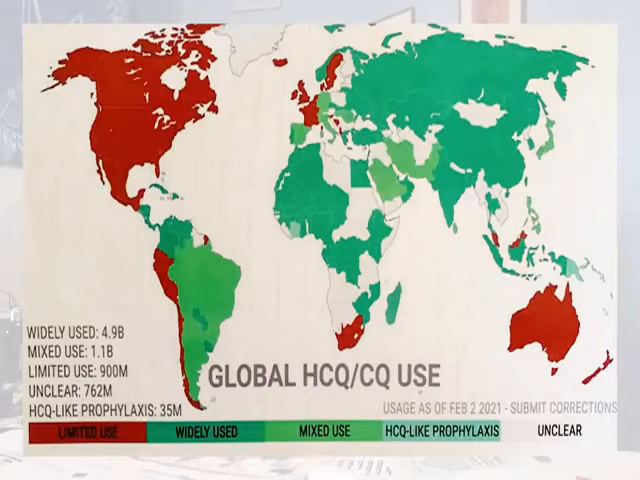 WIDELY USED: 4.9B
MIXED USE: 1.1B
LIMITED USE: 900M
UNCLEAR: 762M
HCQ-LIKE PROPHYLAXIS: 35M
GLOBAL HCQ/CQ USE
USAGE AS OF FEB 2 2021 - SUBMIT CORRECTIONS
LIMITED USE WIDELY USED MIXED USE HCQ-LIKE PROPHYLAXIS UNCLEAR